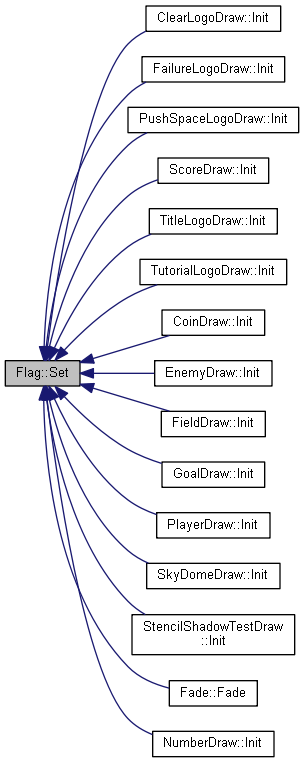 ClearLogoDraw::Init
FailureLogoDraw::Init
PushSpaceLogoDraw::Init
ScoreDraw::Init
TitleLogoDraw::Init
TutorialLogoDraw::Init
CoinDraw::Init
Flag::Set
EnemyDraw::Init
FieldDraw::Init
GoalDraw::Init
PlayerDraw::Init
SkyDomeDraw::Init
StencilShadowTestDraw
::Init
Fade::Fade
NumberDraw::Init